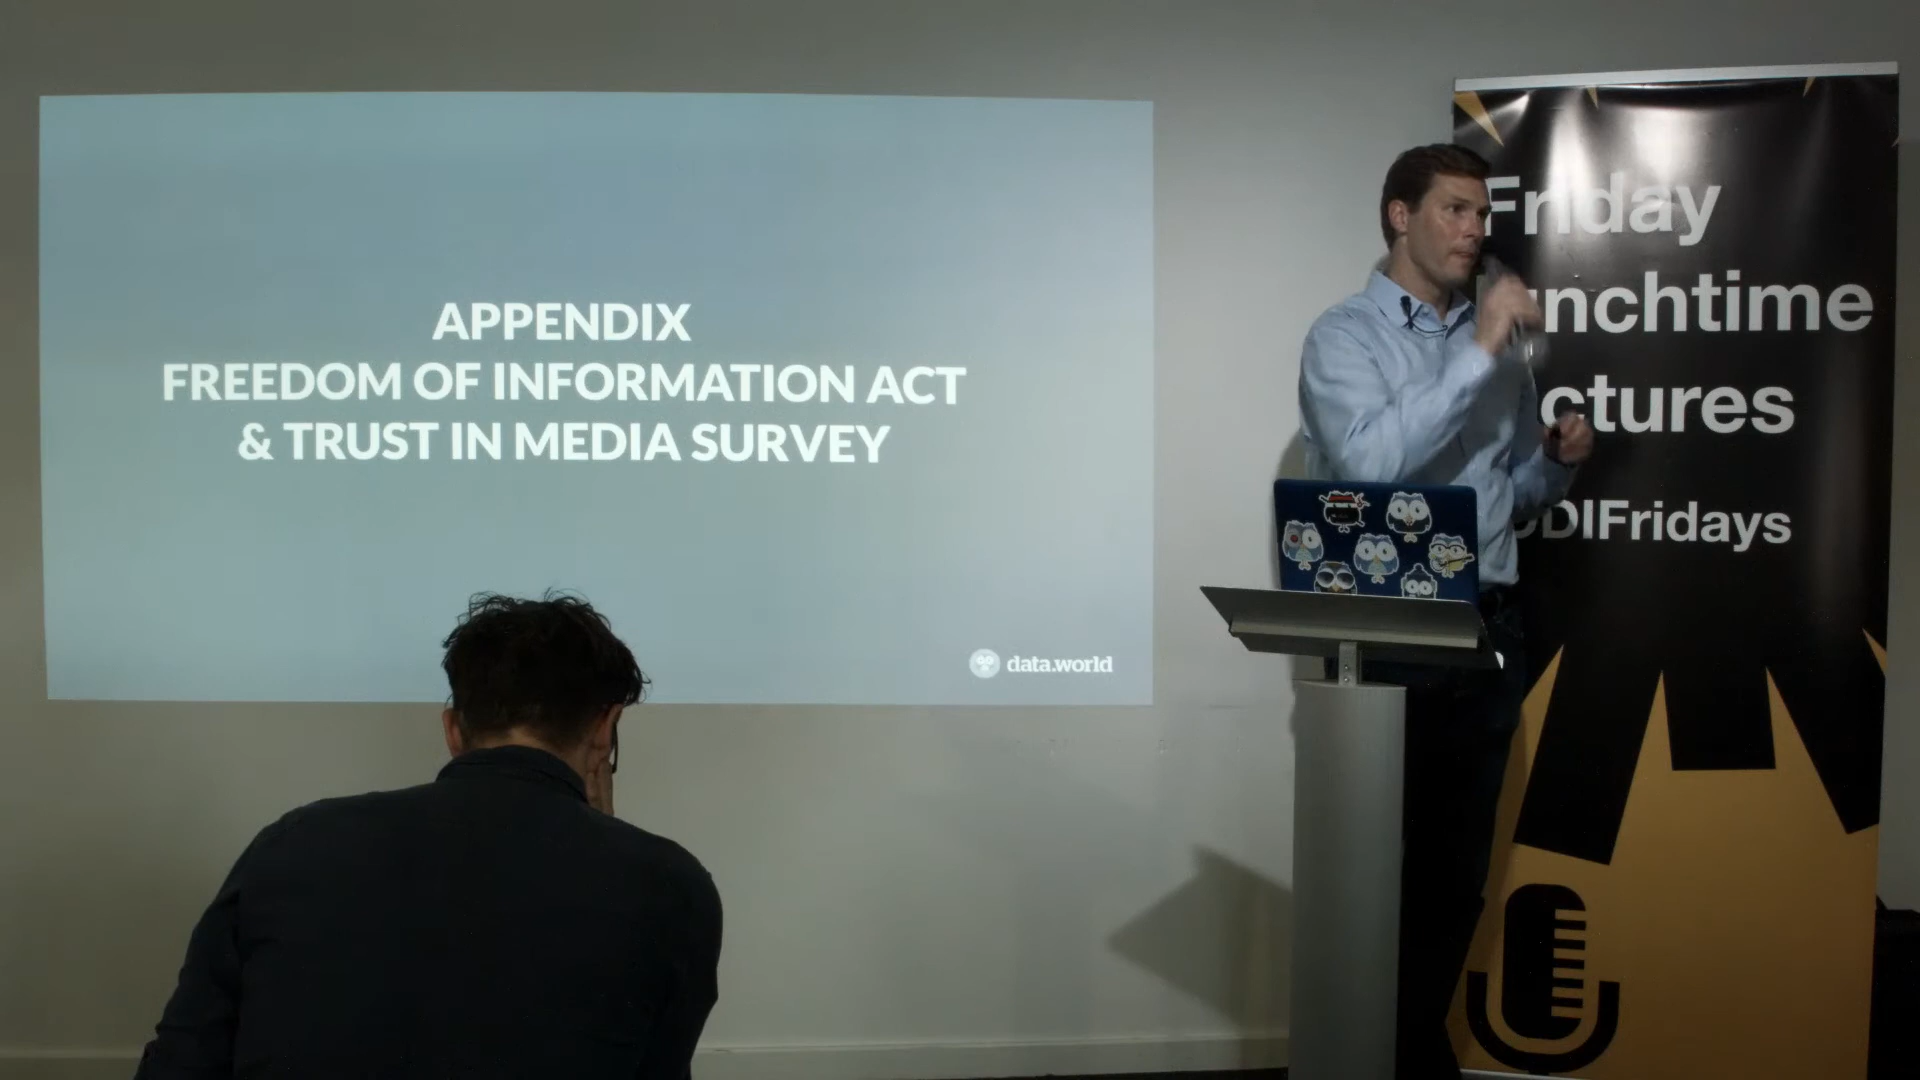 APPENDIX
FREEDOM OF INFORMATION ACT
& TRUST IN MEDIA SURVEY
data.world
Friday
nchtime
ctures
DIFridays